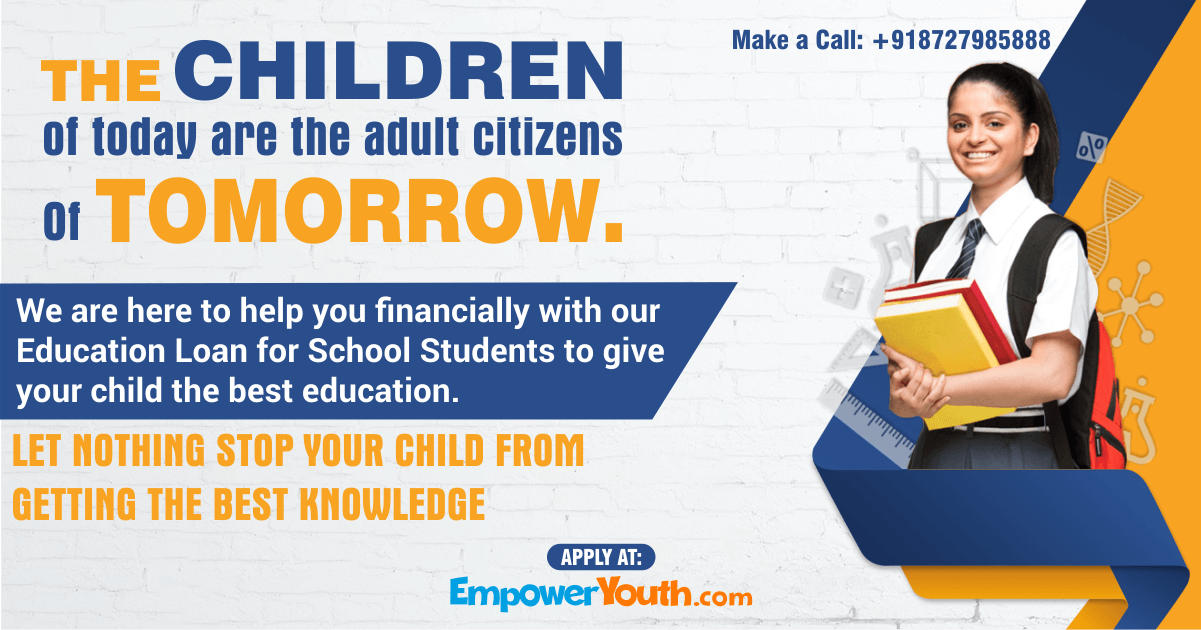 Make a Call: +918727985888
THE CHILDREN
of today are the adult citizens
Of TOMORROW.
We are here to help you financially with our
Education Loan for School Students to give
your child the best education.
LET NOTHING STOP YOUR CHILD FROM
GETTING THE BEST KNOWLEDGE
APPLY AT:
EmpowerYouth.com
%